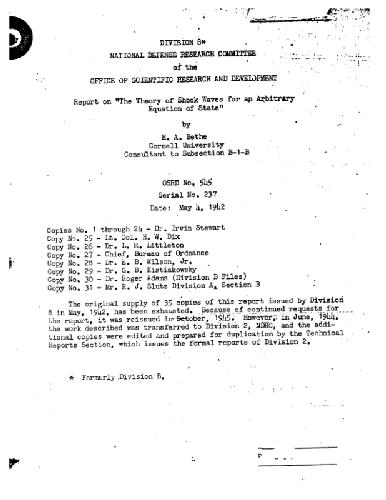 DIVISION 8*
NATIONAL DEFENSE RESEARCH COMMITTEE
of the
OFFICE OF SCIENTIFIC RESEARCH AND DEVELOPMENT
Report on "The Theory of Shock Waves for an Arbitrary
Equation of State"
by
H. A. Bethe
Cornell University
Consultant to Subsection B-1-B
OSRD No. 545
Serial No. 237
Date: May 4, 1942
Copies No. 1 through 24 - Dr. Irvin Stewart
Copy No. 25 - Lt. Col. H. W. Dix
Copy No. 26 - Dr. L. R. Littleton
Copy No. 27 - Chief, Bureau of Ordnance
Copy No. 28 - Dr. E. B. Wilson, Jr.
Copy No. 29 - Dr. G. B. Kistiakowsky
Copy No. 30 - Dr. Roger Adams (Division B Files)
Copy No. 31 - Mr. R. J. Slutz Division A, Section B
The original supply of 35 copies of this report issued by Division
8 in May, 1942, has been exhausted. Because of continued requests for
the report, it was reissued in October, 1945. However, in June, 1944,
the work described was transferred to Division 2, NDRC, and the addi-
tional copies were edited and prepared for duplication by the Technical
Reports Section, which issues the formal reports of Division 2.
* Formerly Division B.